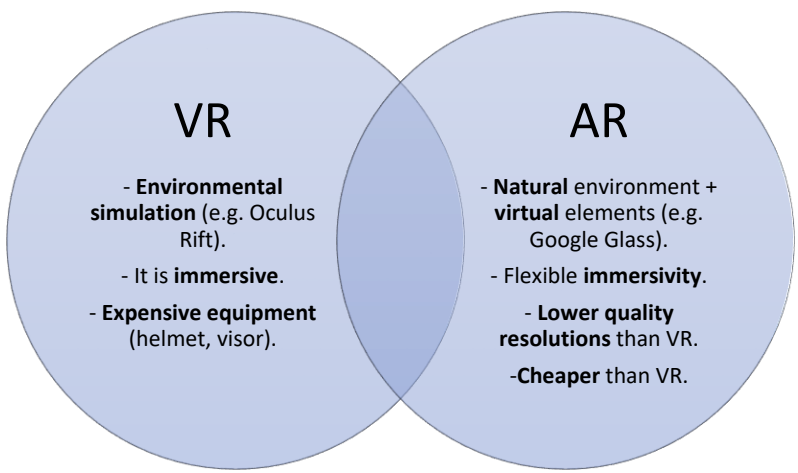 VR
- Environmental
simulation (e.g. Oculus
Rift).
- It is immersive.
- Expensive equipment
(helmet, visor).
AR
- Natural environment +
virtual elements (e.g.
Google Glass).
- Flexible immersivity.
- Lower quality
resolutions than VR.
-Cheaper than VR.